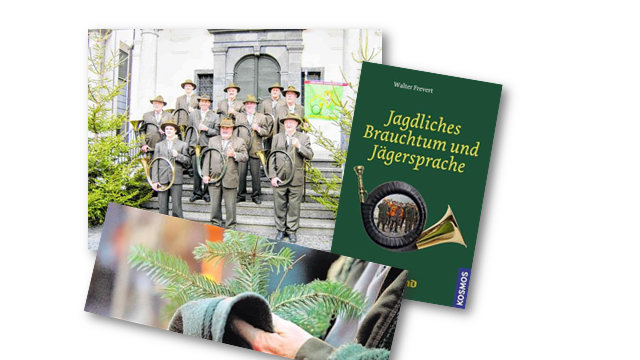 Walter Frevert
Jagdliches
Brauchtum und
Jägersprache
KOSMOS